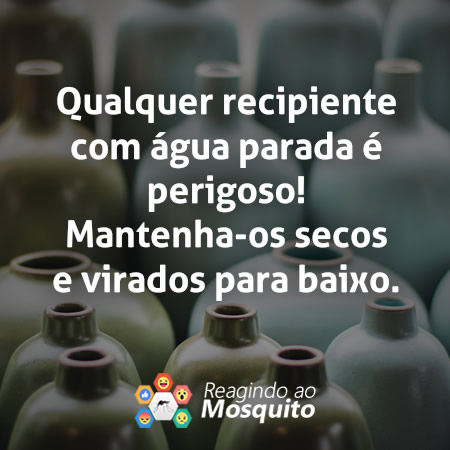 Qualquer recipiente
com água parada é
perigoso!
Mantenha-os secos
e virados para baixo.
Reagindo ao
Mosquito